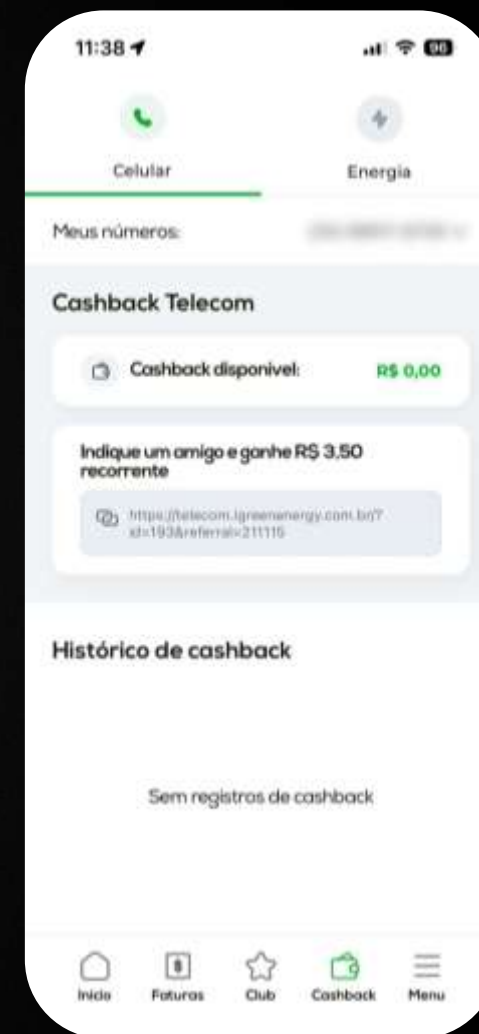 11:38
98
Celular
Energia
Meus números:
Cashback Telecom
Cashback disponível:
R$ 0,00
Indique um amigo e ganhe R$ 3,50
recorrente
https://telecom.igreenenergy.com.br/?
id=193&referral=211115
Histórico de cashback
Sem registros de cashback
Início
Faturas
Club
Cashback
Menu